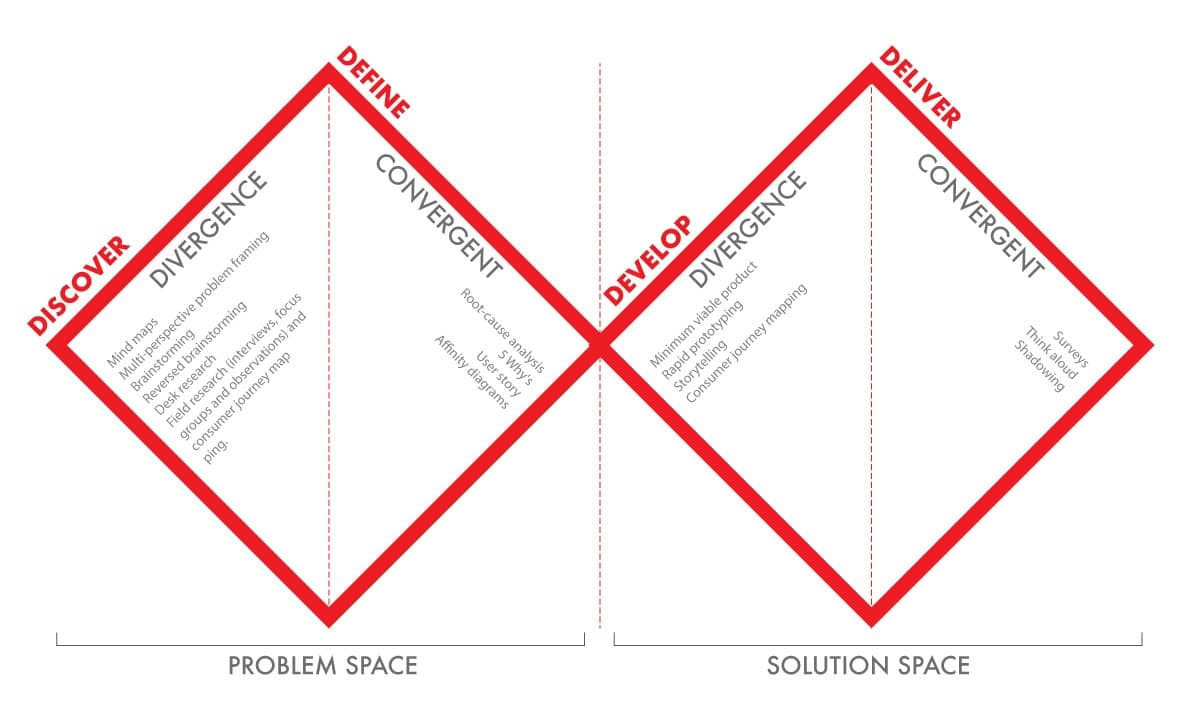 DISCOVER
DIVERGENCE
Mind maps
Multi-perspective problem framing
Brainstorming
Reversed brainstorming
Desk research
Field research (interviews, focus
groups and observations) and
consumer journey map
ping.
DEFINE
CONVERGENT
Root-cause analysis
5 Why's
User story
Affinity diagrams
DEVELOP
DIVERGENCE
Minimum viable product
Rapid prototyping
Storytelling
Consumer journey mapping
DELIVER
CONVERGENT
Surveys
Think aloud
Shadowing
PROBLEM SPACE
SOLUTION SPACE